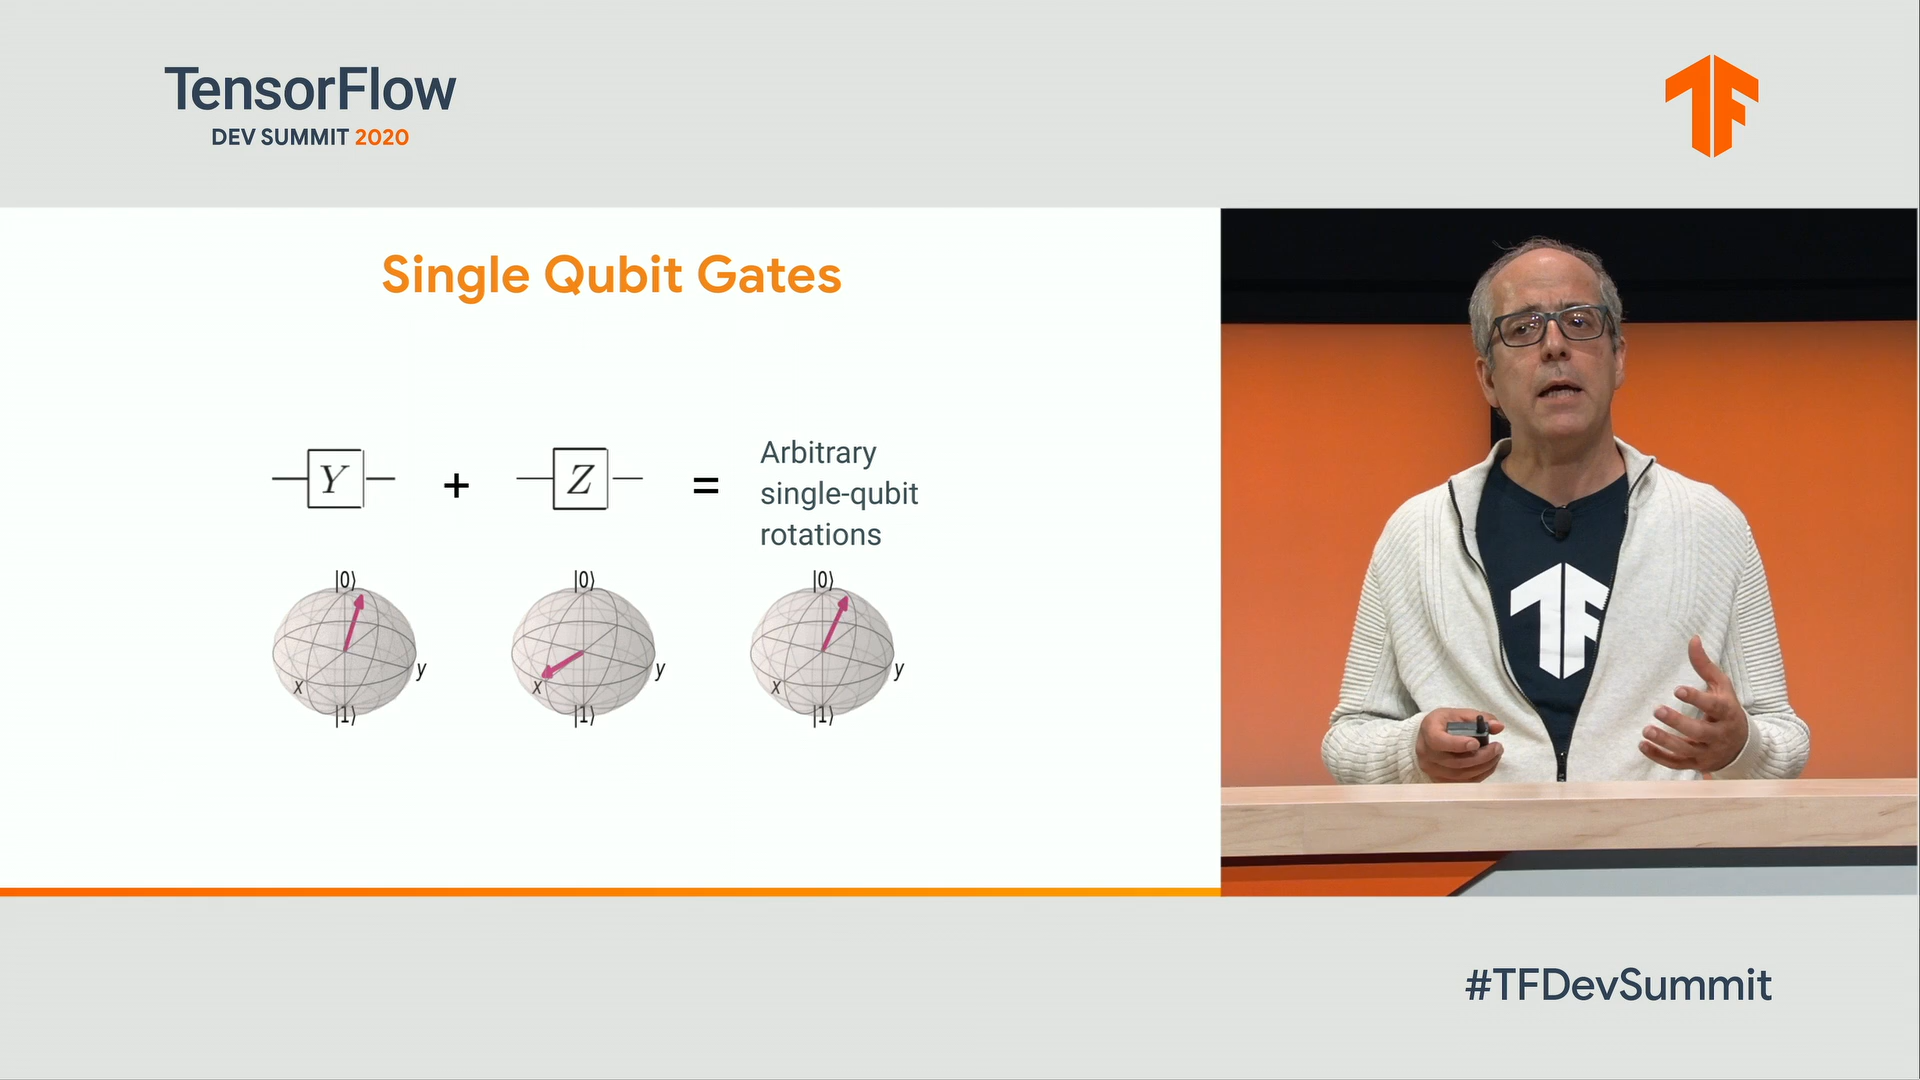 TensorFlow
DEV SUMMIT 2020
Single Qubit Gates
Y + Z =
Arbitrary
single-qubit
rotations
|0⟩ |0⟩ |0⟩
x y x y x y
|1⟩ |1⟩ |1⟩
#TFDevSummit